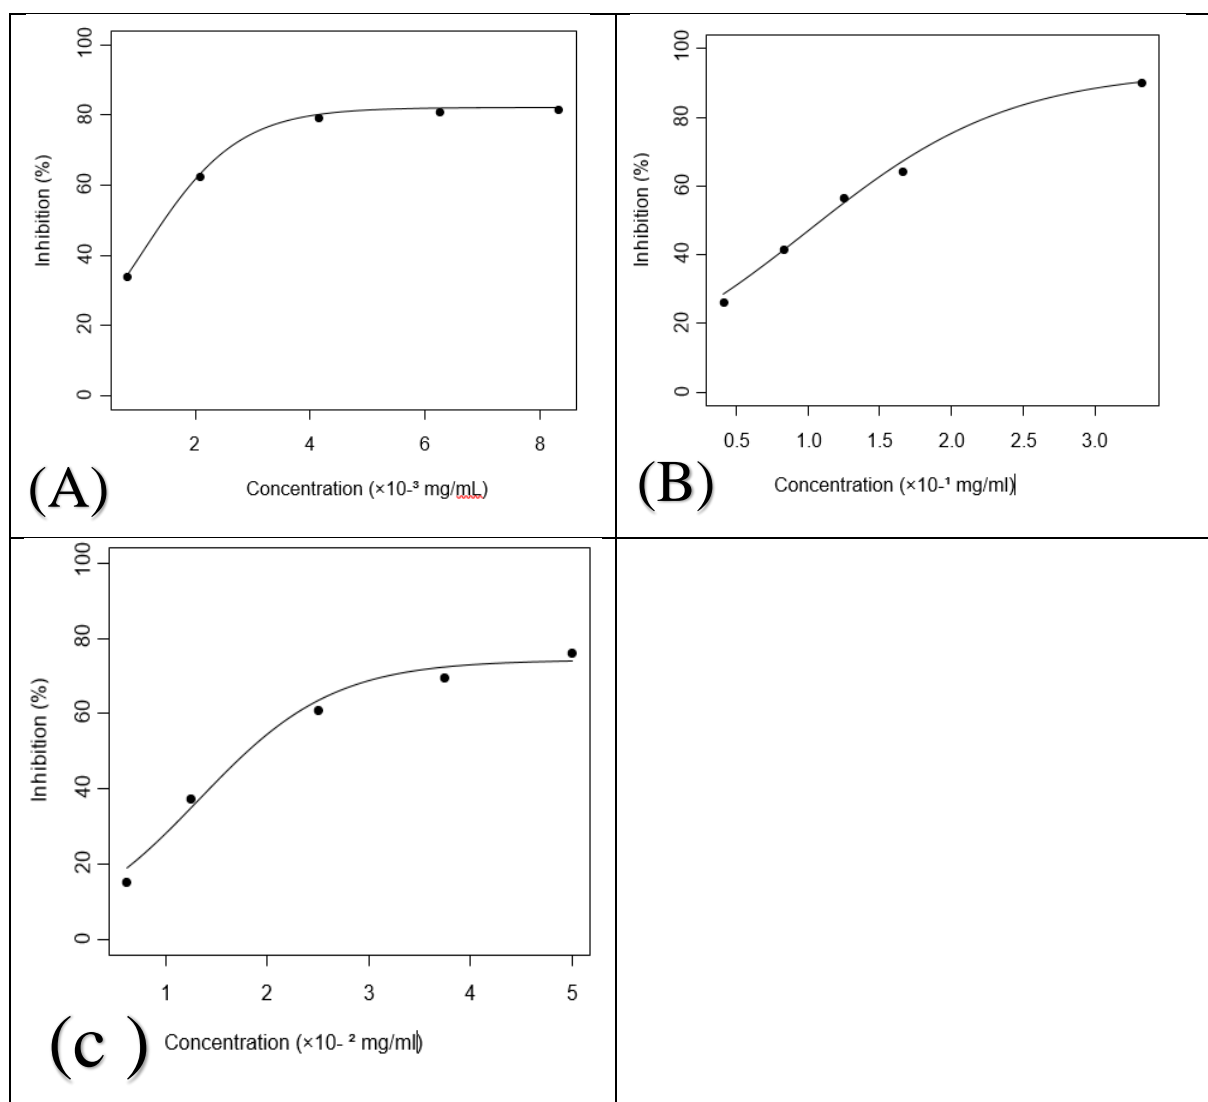 100
80
60
40
20
0
Inhibition (%)
2 4 6 8
(A)
Concentration (×10-³ mg/mL)
100
80
60
40
20
0
Inhibition (%)
0.5 1.0 1.5 2.0 2.5 3.0
(B)
Concentration (×10-¹ mg/ml)
100
80
60
40
20
0
Inhibition (%)
1 2 3 4 5
(c )
Concentration (×10- ² mg/ml)